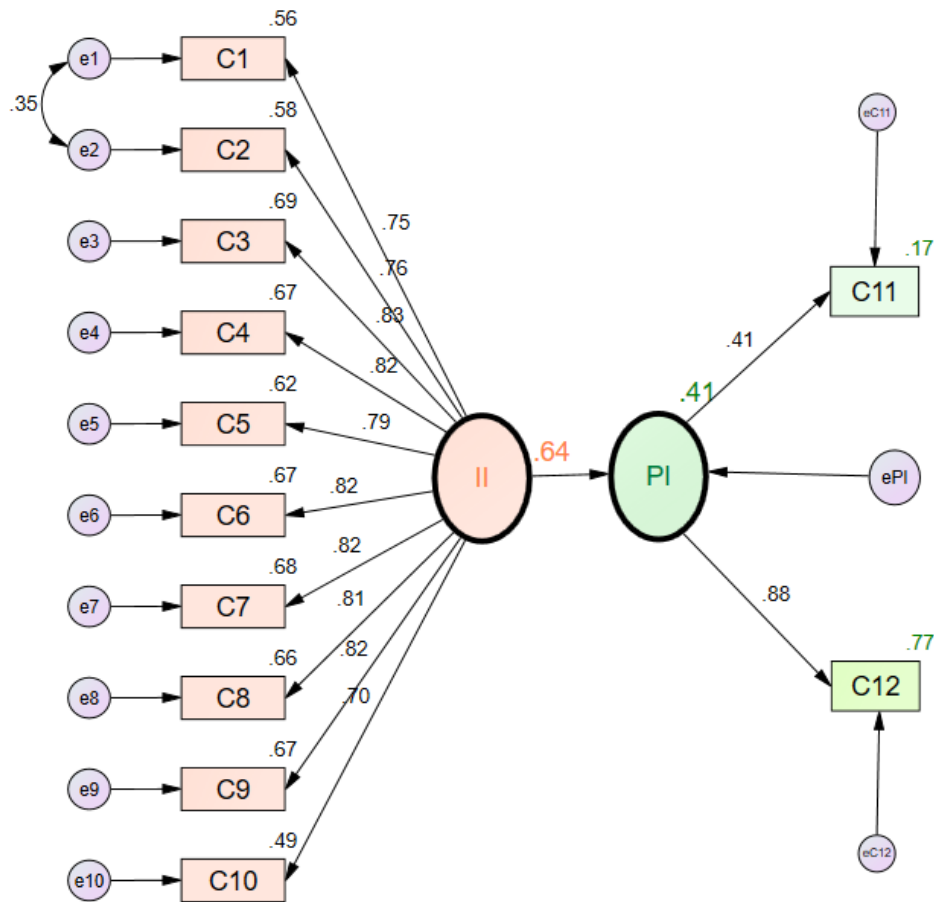 .56
e1
C1
.35
.58
e2
C2
.69
e3
C3
.75
.76
.83
.67
e4
C4
.82
.62
e5
C5
.79
.67
e6
C6
.82
.68
e7
C7
.82
.66
e8
C8
.81
.67
e9
C9
.82
.49
e10
C10
.70
II
.64
PI
.41
ePI
eC11
.17
C11
.41
.88
.77
C12
eC12